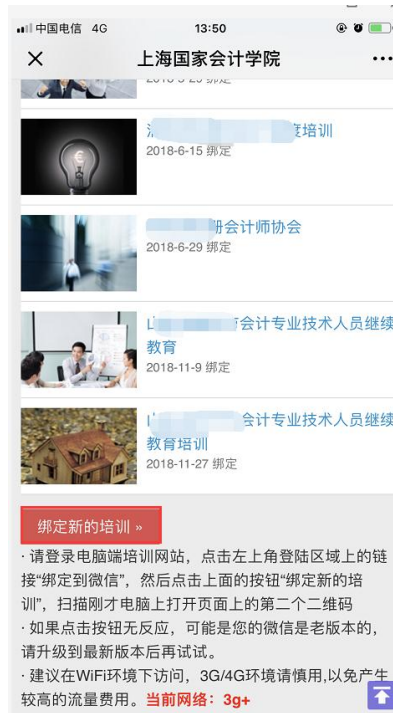 中国电信 4G 13:50
上海国家会计学院
度培训
2018-6-15 绑定
册会计师协会
2018-6-29 绑定
会计专业技术人员继续
教育
2018-11-9 绑定
会计专业技术人员继续
教育培训
2018-11-27 绑定
绑定新的培训 »
· 请登录电脑端培训网站，点击左上角登陆区域上的链
接“绑定到微信”，然后点击上面的按钮“绑定新的培
训”，扫描刚才电脑上打开页面上的第二个二维码
· 如果点击按钮无反应，可能是您的微信是老版本的，
请升级到最新版本后再试试。
· 建议在WiFi环境下访问，3G/4G环境请慎用,以免产生
较高的流量费用。当前网络：3g+